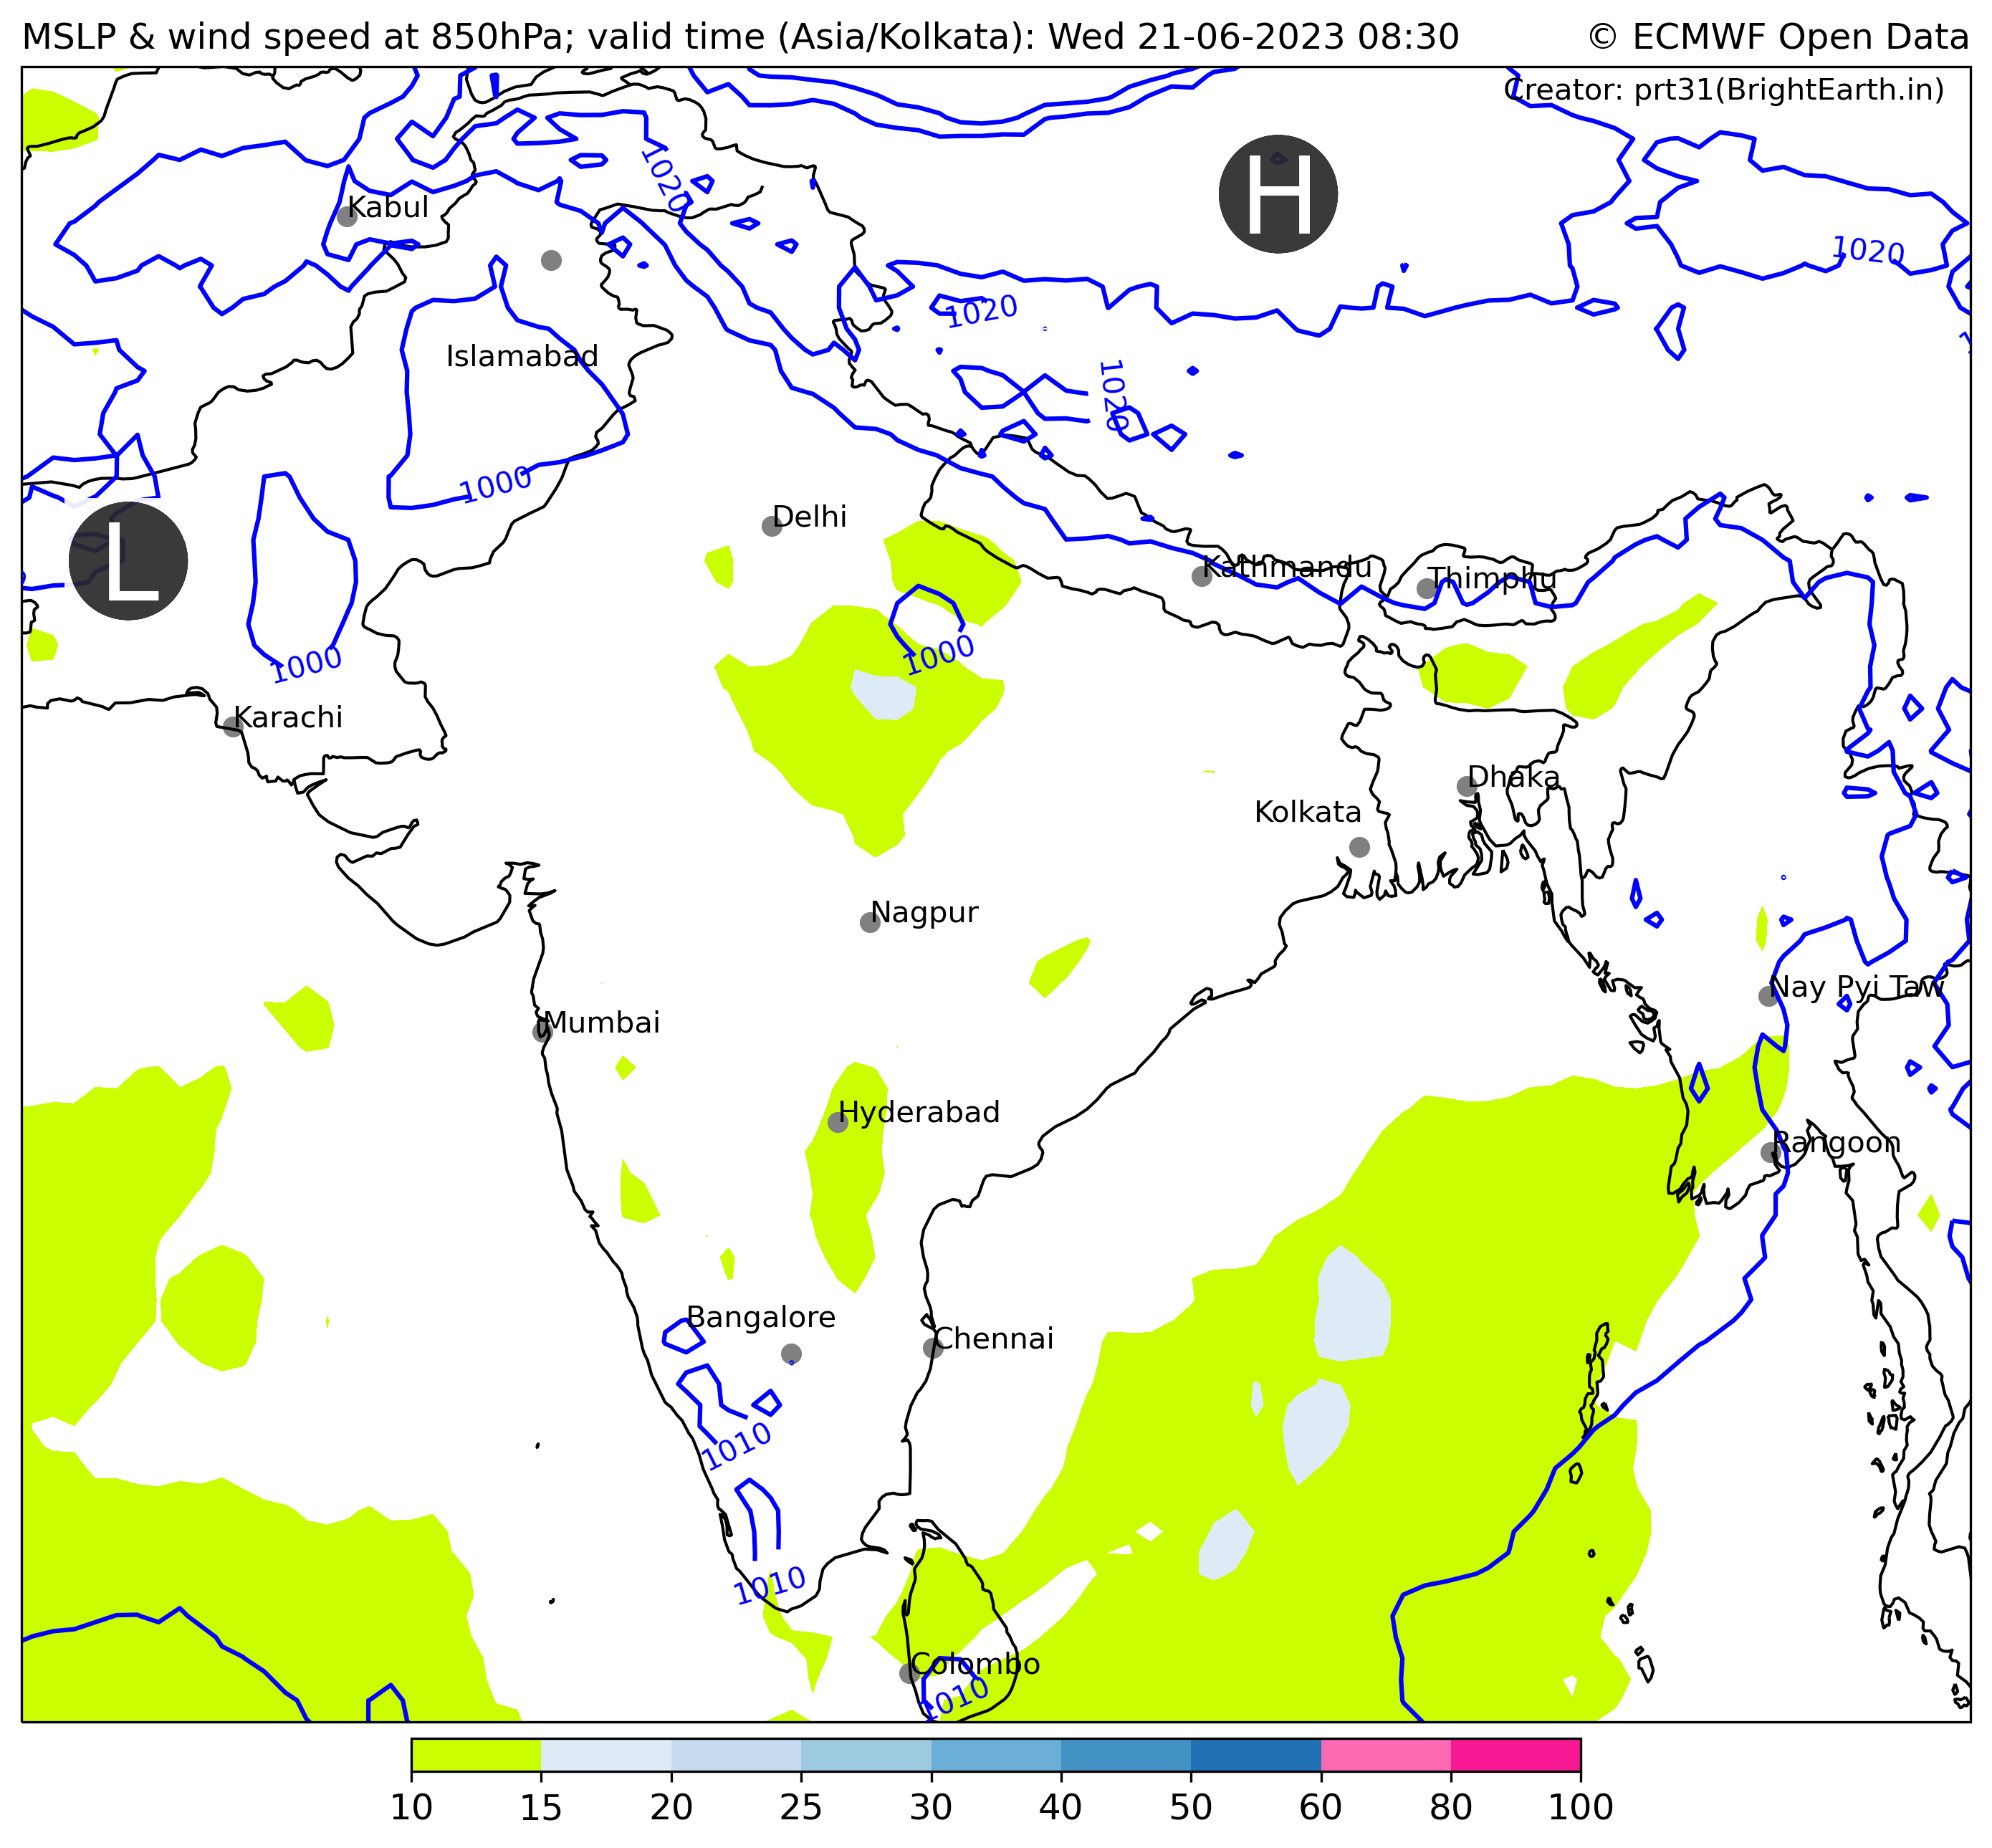 MSLP & wind speed at 850hPa; valid time (Asia/Kolkata): Wed 21-06-2023 08:30 © ECMWF Open Data
Creator: prt31(BrightEarth.in)
H
1020
Kabul
1020
1020
Islamabad
1020
1000
Delhi
L
Kathmandu
Thimphu
1000
1000
Karachi
Dhaka
Kolkata
Nagpur
Nay Pyi Taw
Mumbai
Hyderabad
Rangoon
Bangalore
Chennai
1010
1010
Colombo
1010
10 15 20 25 30 40 50 60 80 100